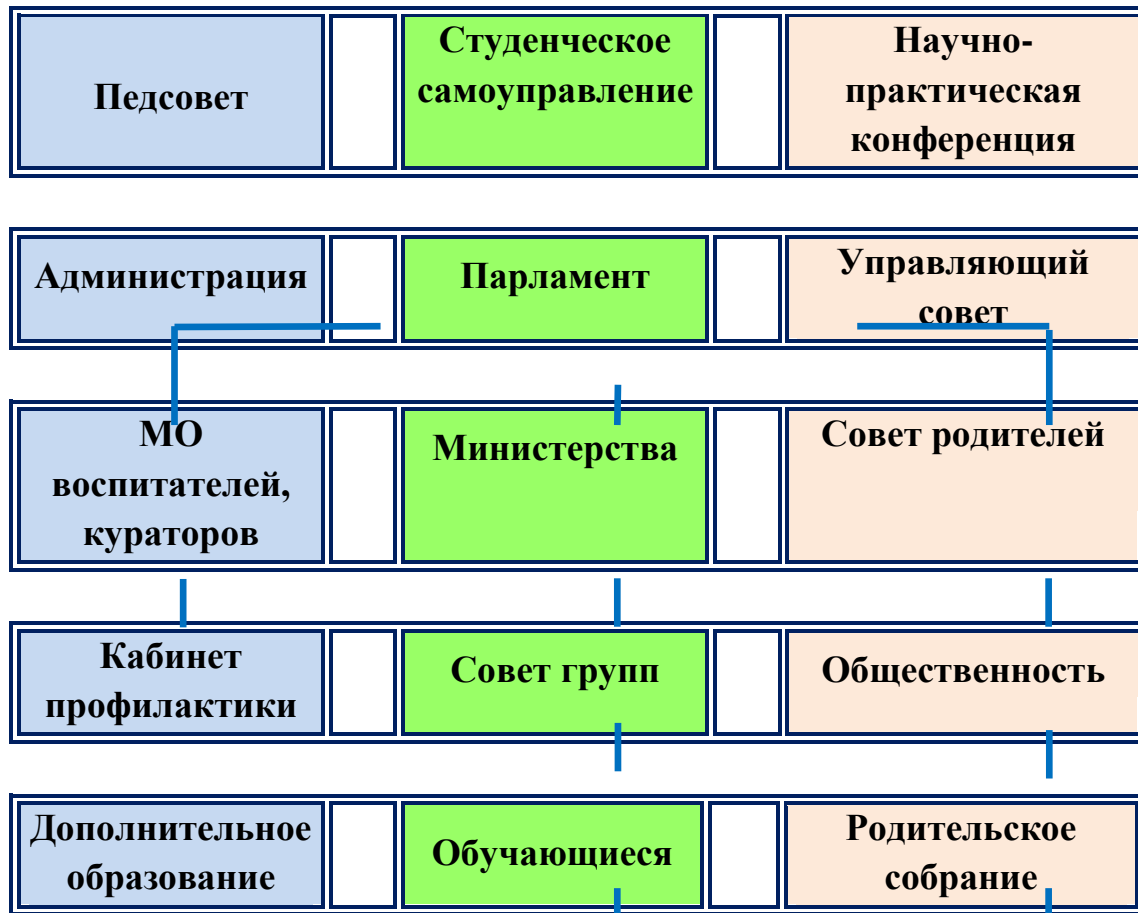 Педсовет
Студенческое
самоуправление
Научно-
практическая
конференция
Администрация
Парламент
Управляющий
совет
МО
воспитателей,
кураторов
Министерства
Совет родителей
Кабинет
профилактики
Совет групп
Общественность
Дополнительное
образование
Обучающиеся
Родительское
собрание